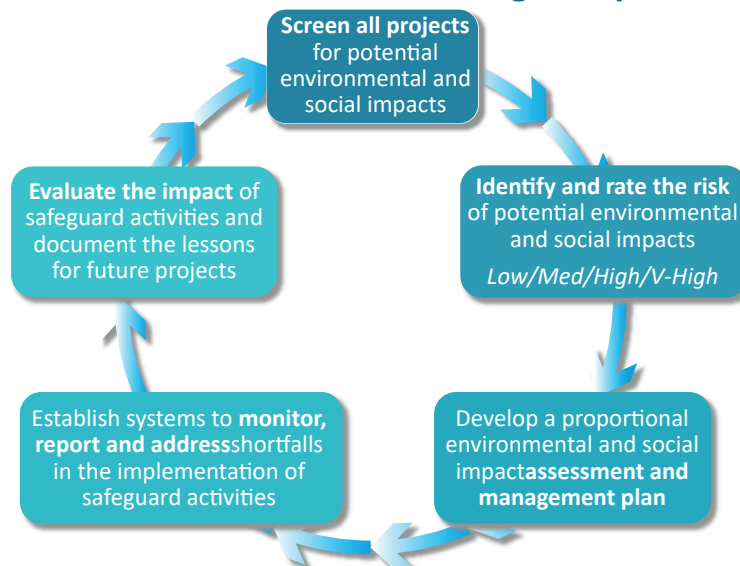 Screen all projects
for potential
environmental and
social impacts
Identify and rate the risk
of potential environmental
and social impacts
Low/Med/High/V-High
Develop a proportional
environmental and social
impactassessment and
management plan
Establish systems to monitor,
report and addressshortfalls
in the implementation of
safeguard activities
Evaluate the impact of
safeguard activities and
document the lessons
for future projects